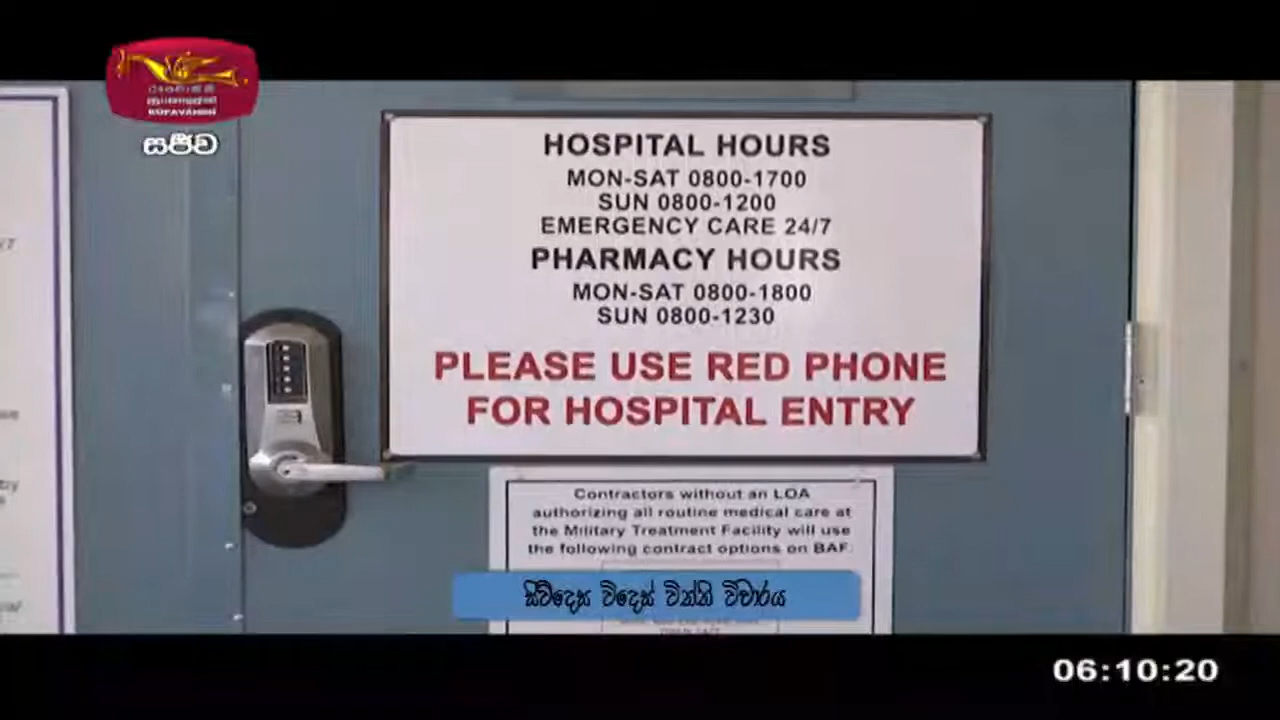 RUPAVAHINI
සජීව
HOSPITAL HOURS
MON-SAT 0800-1700
SUN 0800-1200
EMERGENCY CARE 24/7
PHARMACY HOURS
MON-SAT 0800-1800
SUN 0800-1230
PLEASE USE RED PHONE
FOR HOSPITAL ENTRY
Contractors without an LOA
authorizing all routine medical care at
the Military Treatment Facility will use
the following contract options on BAF:
සිව්දෙස විදෙස් විත්ති විචාරය
06:10:20